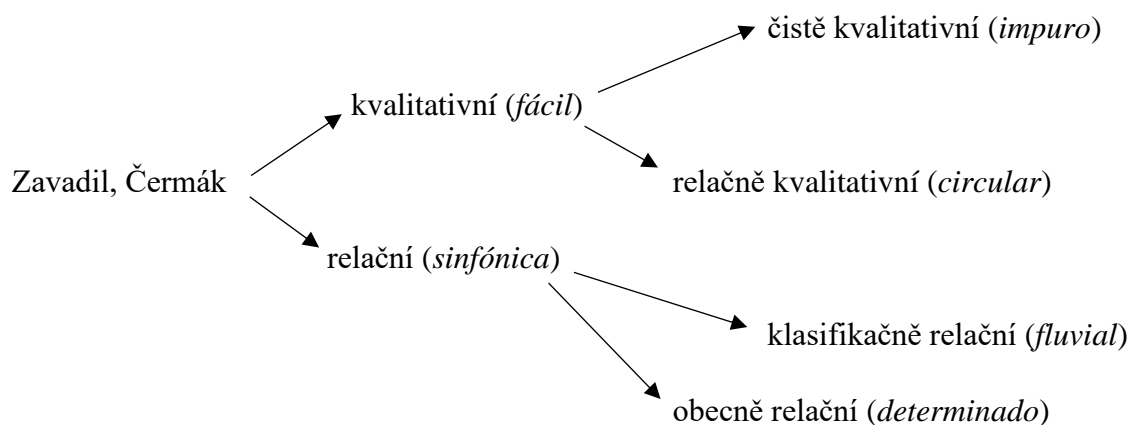 čistě kvalitativní (impuro)
kvalitativní (fácil)
Zavadil, Čermák
relačně kvalitativní (circular)
relační (sinfónica)
klasifikačně relační (fluvial)
obecně relační (determinado)